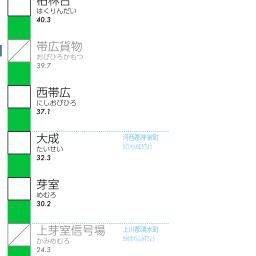 柏林台
はくりんだい
40.3
帯広貨物
おびひろかもつ
39.7
西帯広
にしおびひろ
37.1
大成
たいせい
32.3
河西郡芽室町
芽室
めむろ
30.2
上芽室信号場
かみめむろ
24.3
上川郡清水町